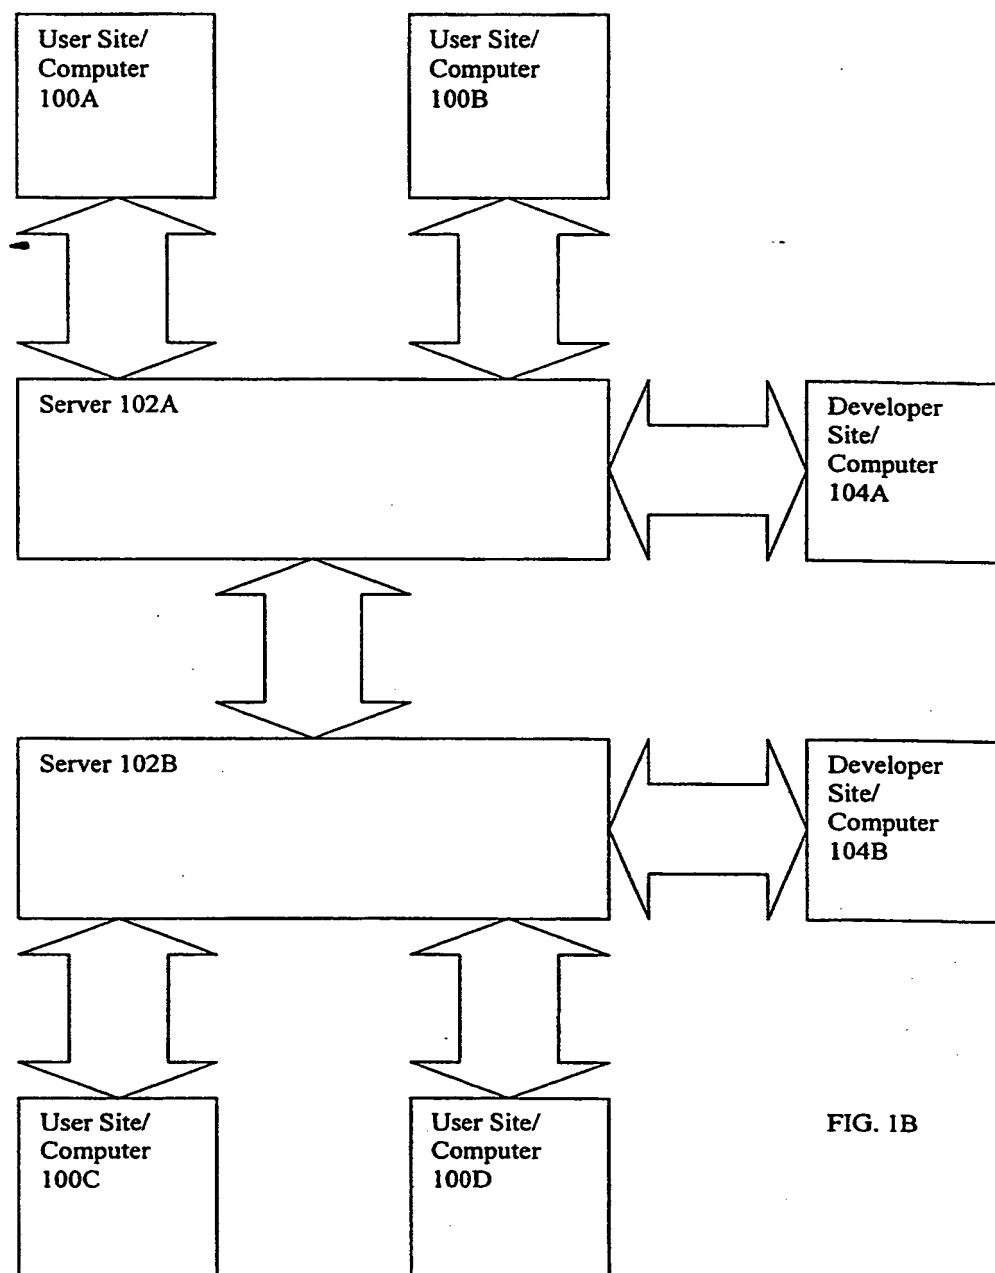 User Site/
Computer
100A
User Site/
Computer
100B
Server 102A
Developer
Site/
Computer
104A
Server 102B
Developer
Site/
Computer
104B
User Site/
Computer
100C
User Site/
Computer
100D
FIG. 1B